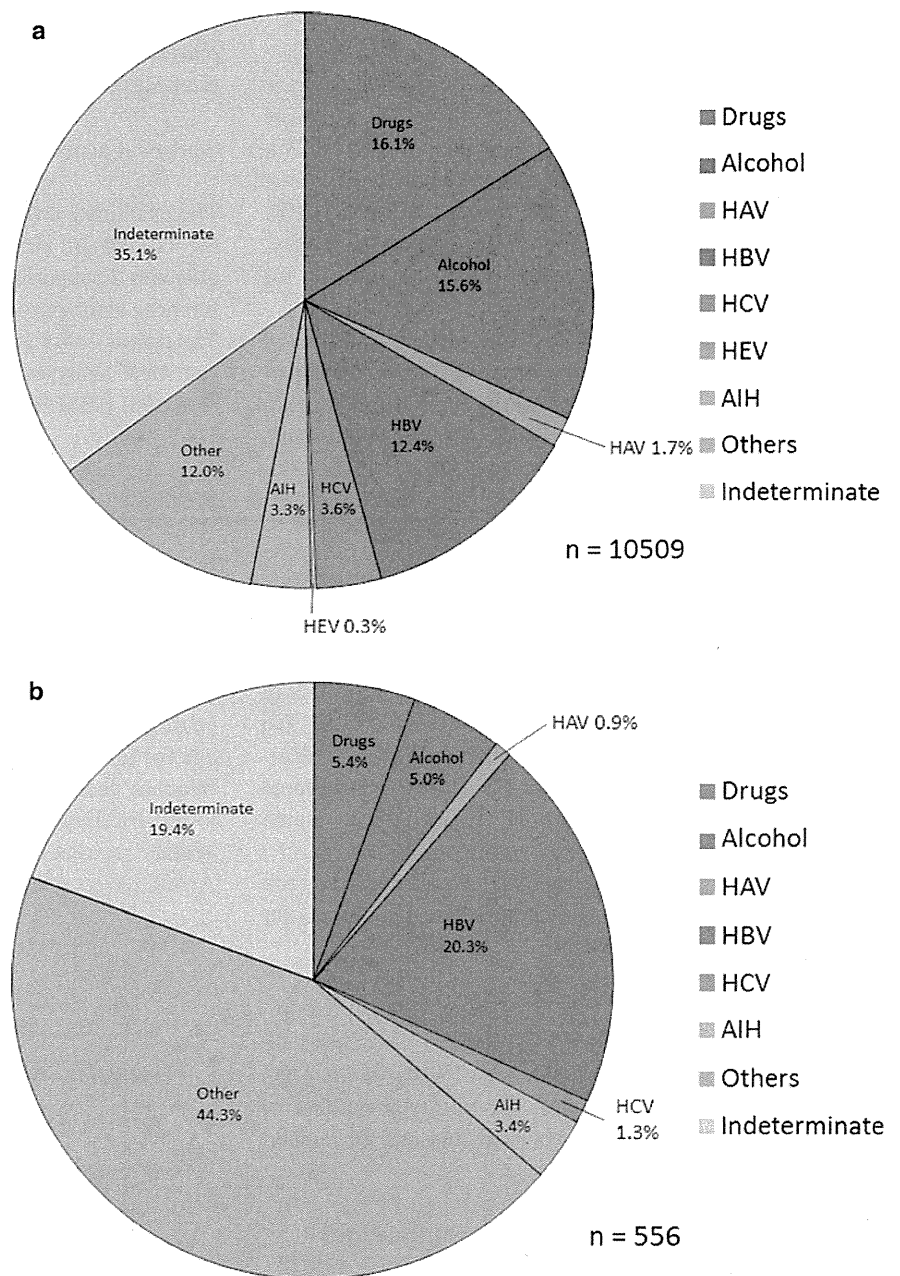 a
Drugs
16.1%
Alcohol
15.6%
HAV 1.7%
HBV
12.4%
HCV
3.6%
HEV 0.3%
AIH
3.3%
Other
12.0%
Indeterminate
35.1%
Drugs
Alcohol
HAV
HBV
HCV
HEV
AIH
Others
Indeterminate
n = 10509
b
Drugs
5.4%
Alcohol
5.0%
HAV 0.9%
HBV
20.3%
HCV
1.3%
AIH
3.4%
Other
44.3%
Indeterminate
19.4%
Drugs
Alcohol
HAV
HBV
HCV
AIH
Others
Indeterminate
n = 556